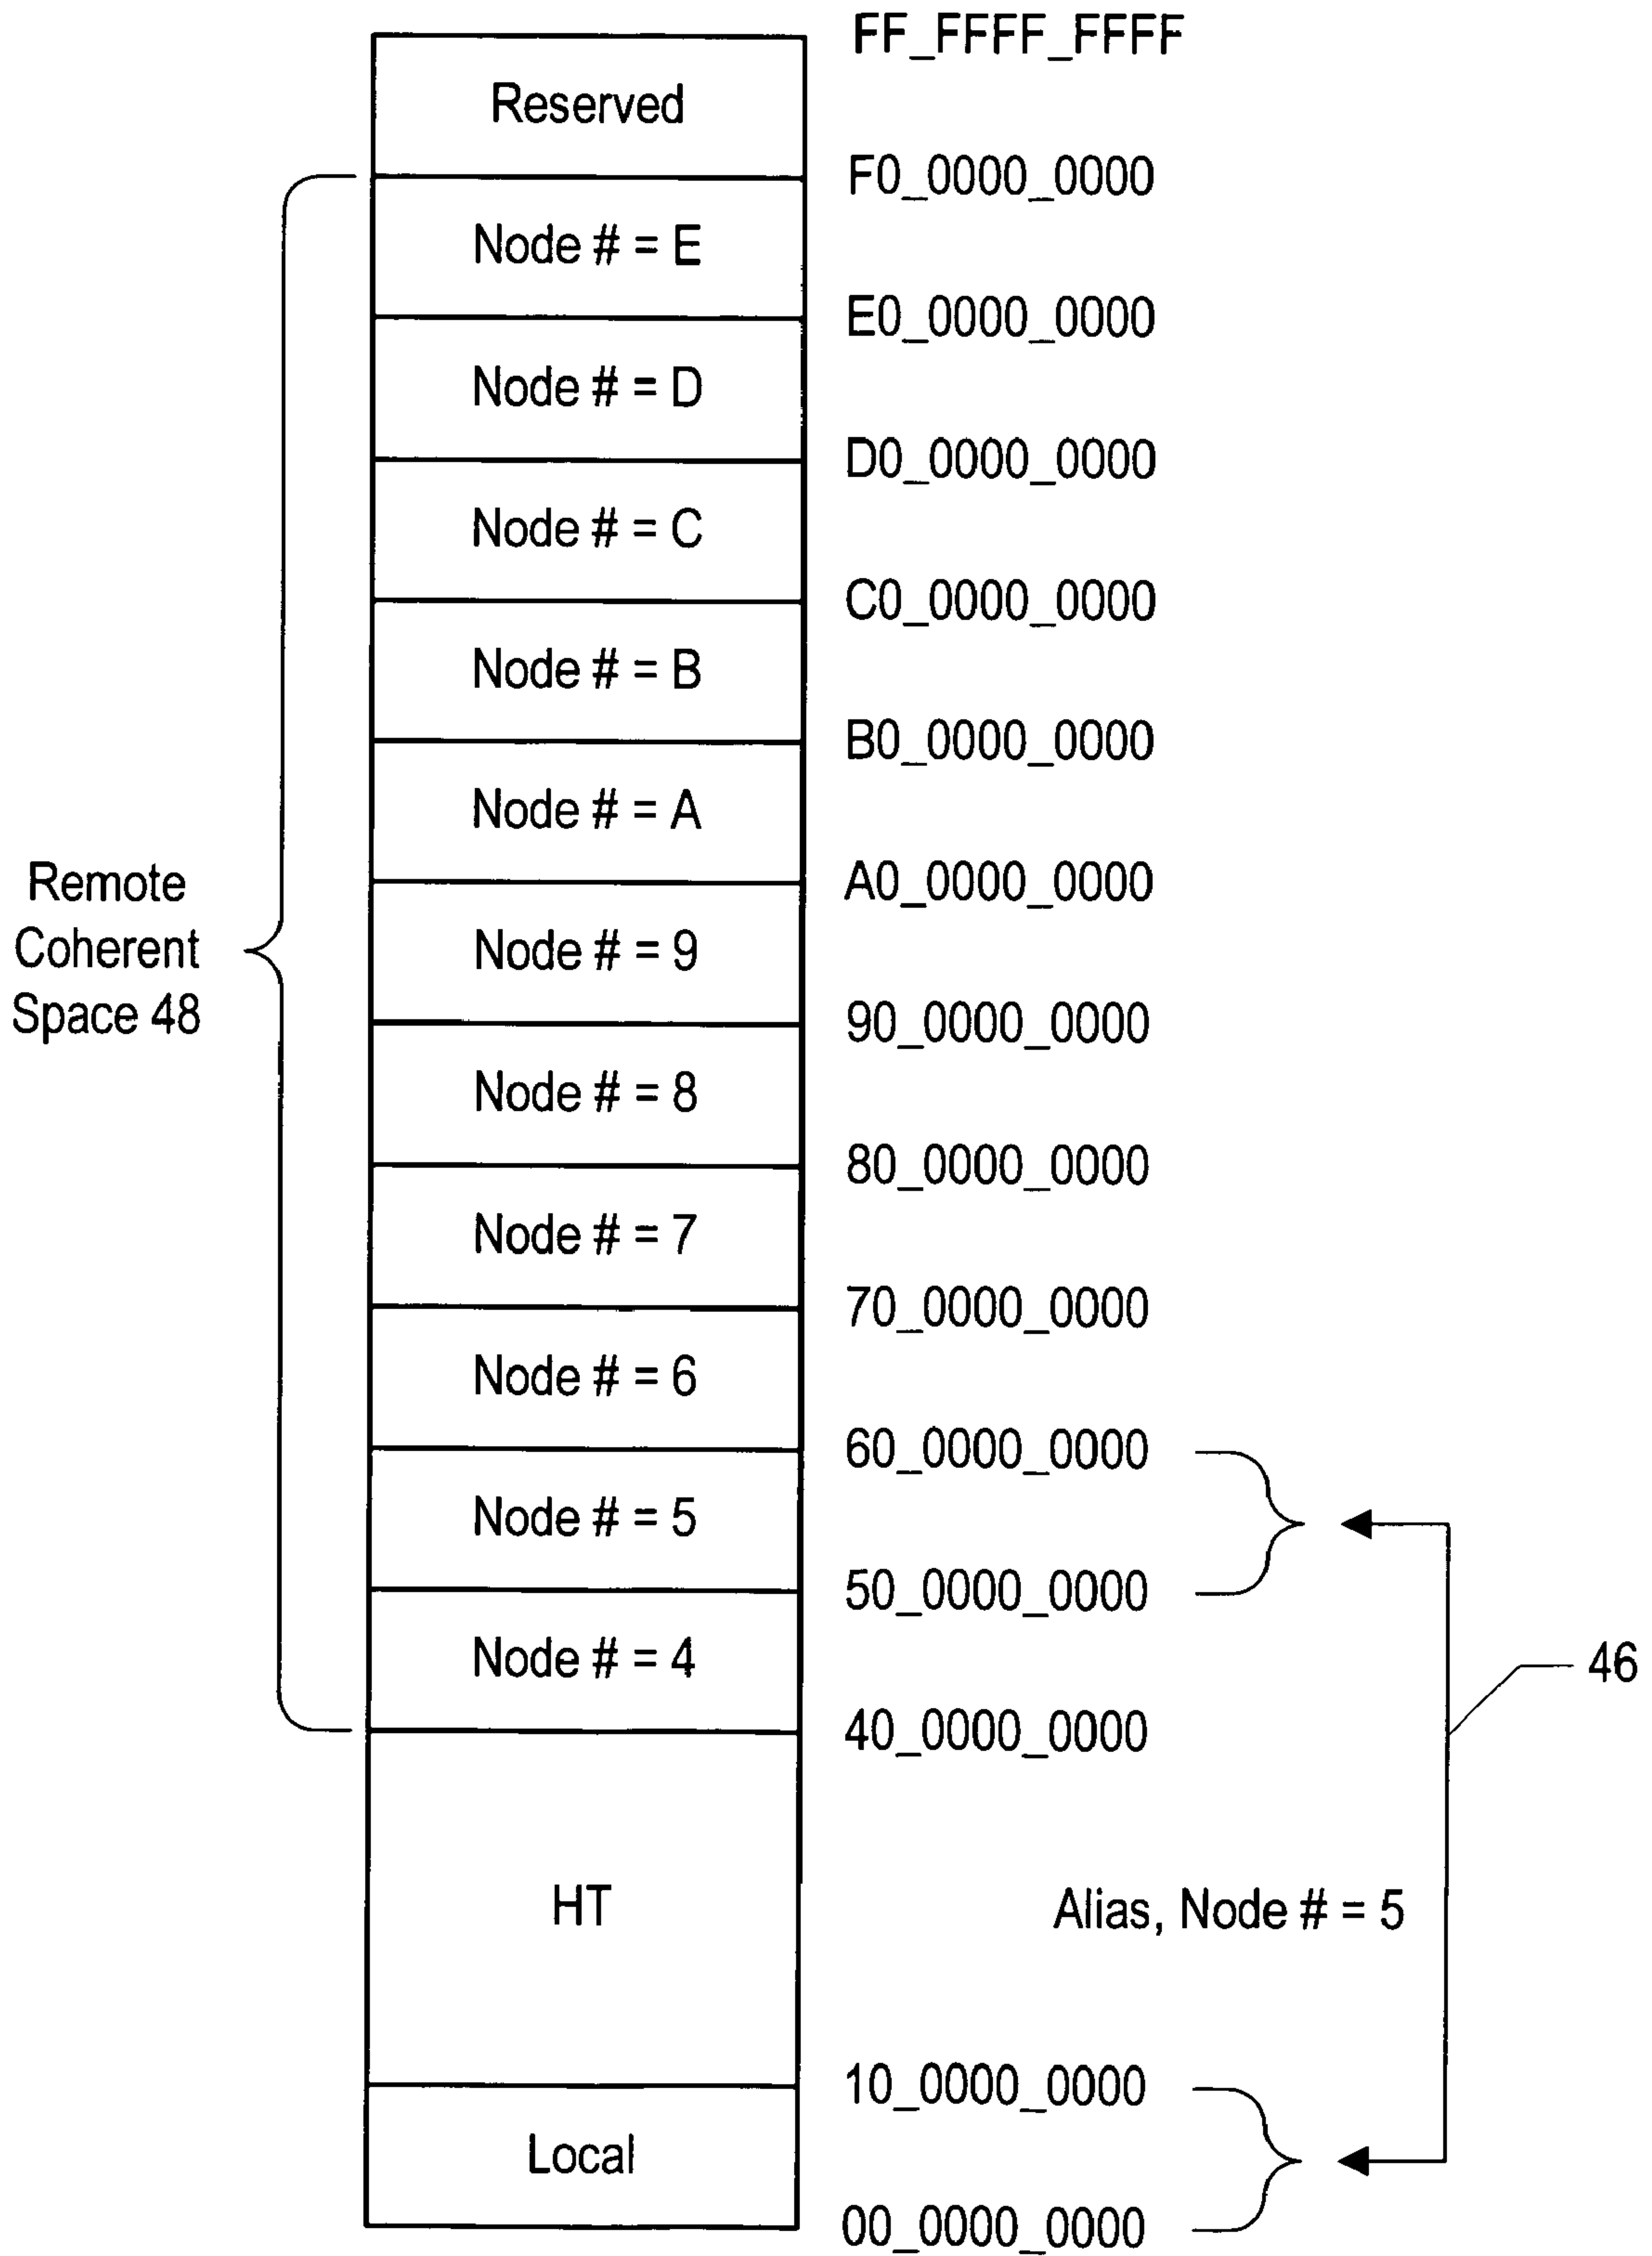 FF_FFFF_FFFF
Reserved
F0_0000_0000
Node # = E
E0_0000_0000
Node # = D
D0_0000_0000
Node # = C
C0_0000_0000
Node # = B
B0_0000_0000
Node # = A
A0_0000_0000
Remote
Coherent
Space 48
Node # = 9
90_0000_0000
Node # = 8
80_0000_0000
Node # = 7
70_0000_0000
Node # = 6
60_0000_0000
Node # = 5
50_0000_0000
Node # = 4
46
40_0000_0000
HT
Alias, Node # = 5
10_0000_0000
Local
00_0000_0000